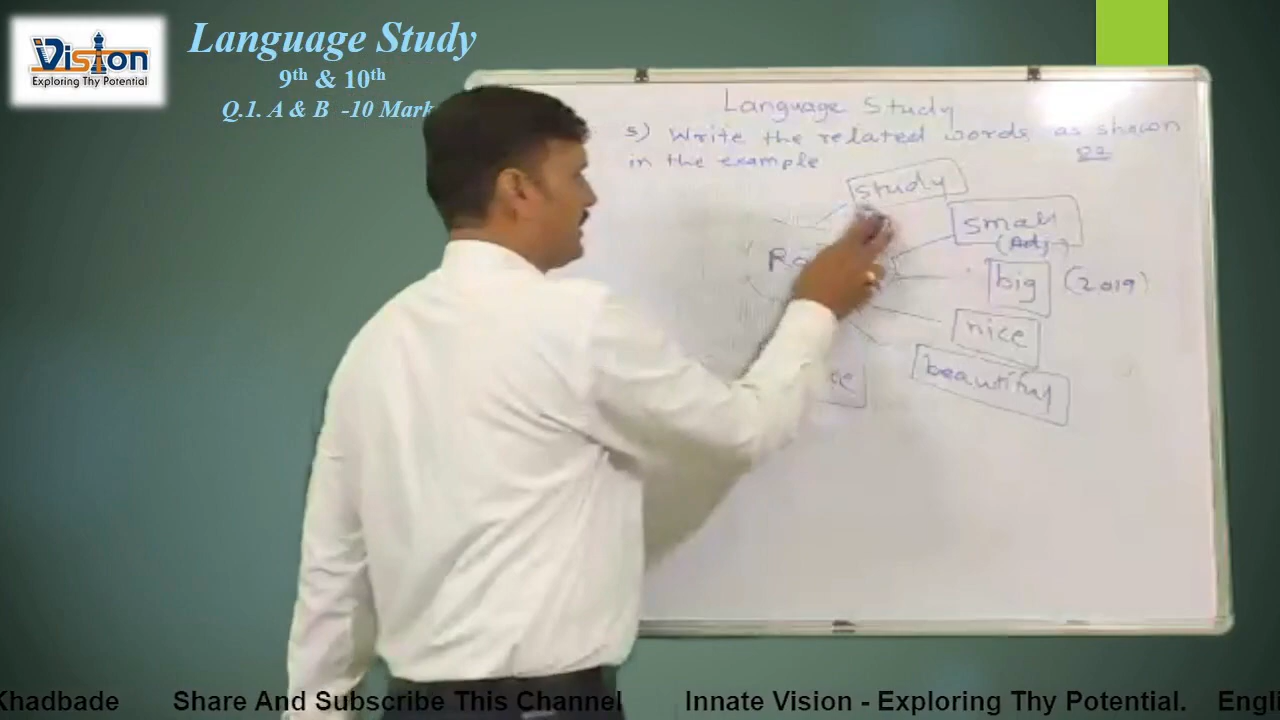 Vision
Exploring Thy Potential
Language Study
9th & 10th
Q.1. A & B -10 Mark
Language Study
5) Write the related words as shown
in the example
study
small
(Adj)
big (2019)
nice
beautiful
Khadbade Share And Subscribe This Channel Innate Vision - Exploring Thy Potential. Engli